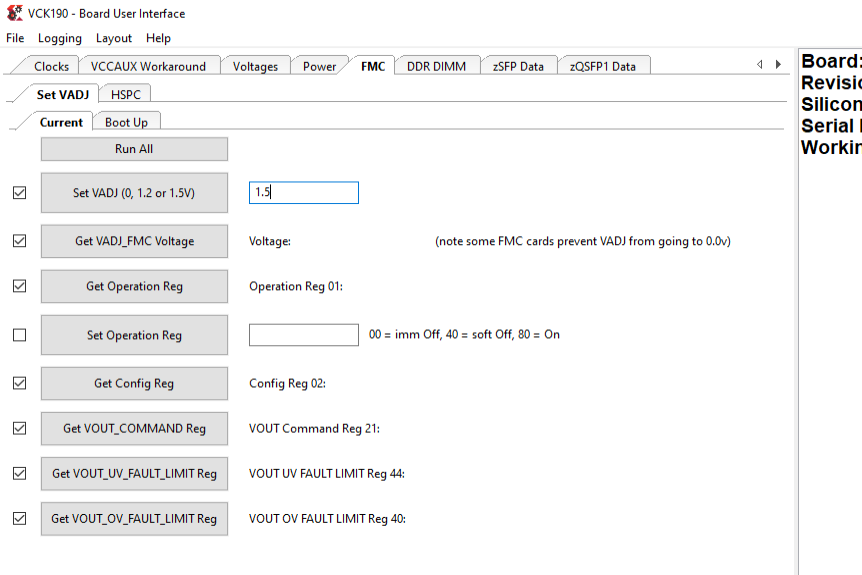 VCK190 - Board User Interface
File Logging Layout Help
Clocks VCCAUX Workaround Voltages Power FMC DDR DIMM zSFP Data zQSFP1 Data
Board:
Revisio
Silicon
Serial
Workin
Set VADJ HSPC
Current Boot Up
Run All
Set VADJ (0, 1.2 or 1.5V) 1.5
Get VADJ_FMC Voltage Voltage: (note some FMC cards prevent VADJ from going to 0.0v)
Get Operation Reg Operation Reg 01:
Set Operation Reg 00 = imm Off, 40 = soft Off, 80 = On
Get Config Reg Config Reg 02:
Get VOUT_COMMAND Reg VOUT Command Reg 21:
Get VOUT_UV_FAULT_LIMIT Reg VOUT UV FAULT LIMIT Reg 44:
Get VOUT_OV_FAULT_LIMIT Reg VOUT OV FAULT LIMIT Reg 40: